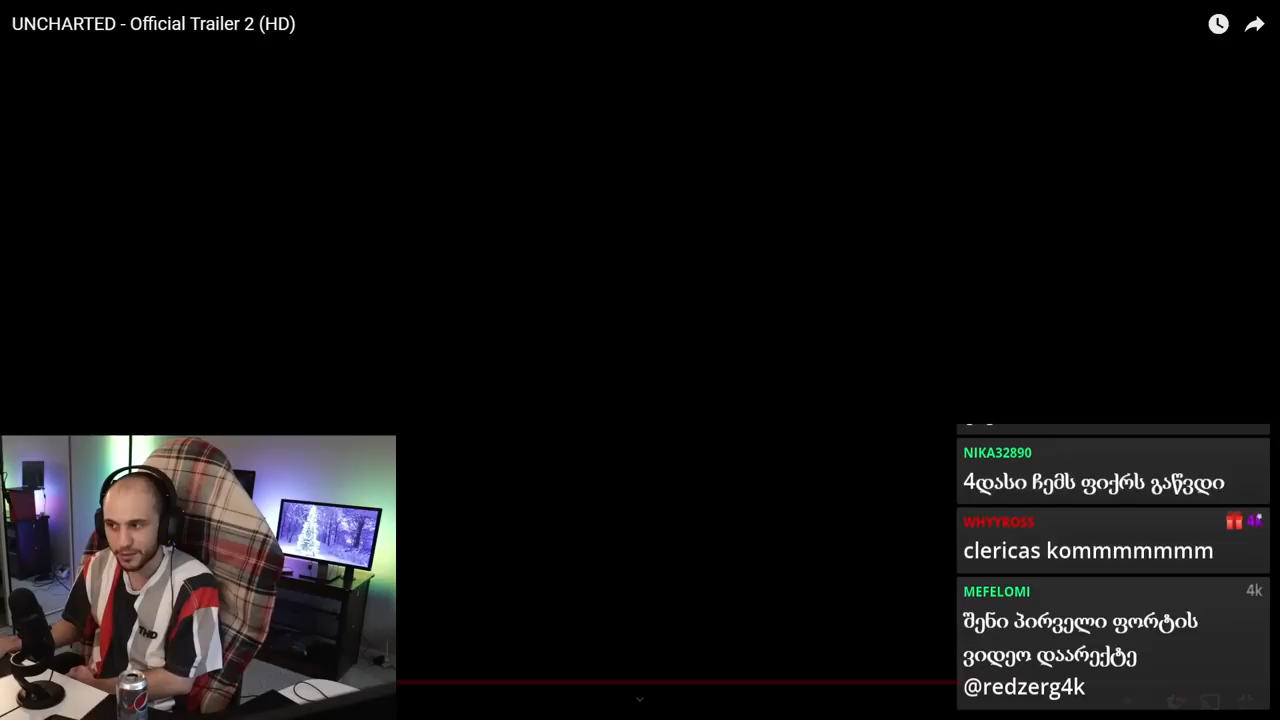 UNCHARTED - Official Trailer 2 (HD)
NIKA32890
4დასი ჩემს ფიქრს გაწვდი
WHYYROSS
clericas kommmmmmm
MEFELOMI 4k
შენი პირველი ფორტის
ვიდეო დაარექტე
@redzerg4k